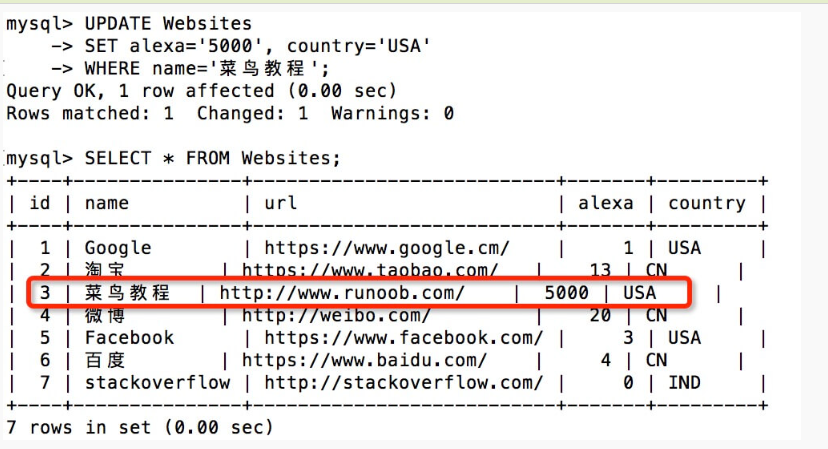 mysql> UPDATE Websites
    -> SET alexa='5000', country='USA'
    -> WHERE name='菜鸟教程';
Query OK, 1 row affected (0.00 sec)
Rows matched: 1  Changed: 1  Warnings: 0

mysql> SELECT * FROM Websites;
+----+---------------+---------------------------+-------+---------+
| id | name          | url                       | alexa | country |
+----+---------------+---------------------------+-------+---------+
|  1 | Google        | https://www.google.cm/    |     1 | USA     |
|  2 | 淘宝        | https://www.taobao.com/   |    13 | CN      |
|  3 | 菜鸟教程  | http://www.runoob.com/    |  5000 | USA     |
|  4 | 微博        | http://weibo.com/         |    20 | CN      |
|  5 | Facebook      | https://www.facebook.com/ |     3 | USA     |
|  6 | 百度        | https://www.baidu.com/    |     4 | CN      |
|  7 | stackoverflow | http://stackoverflow.com/ |     0 | IND     |
+----+---------------+---------------------------+-------+---------+
7 rows in set (0.00 sec)